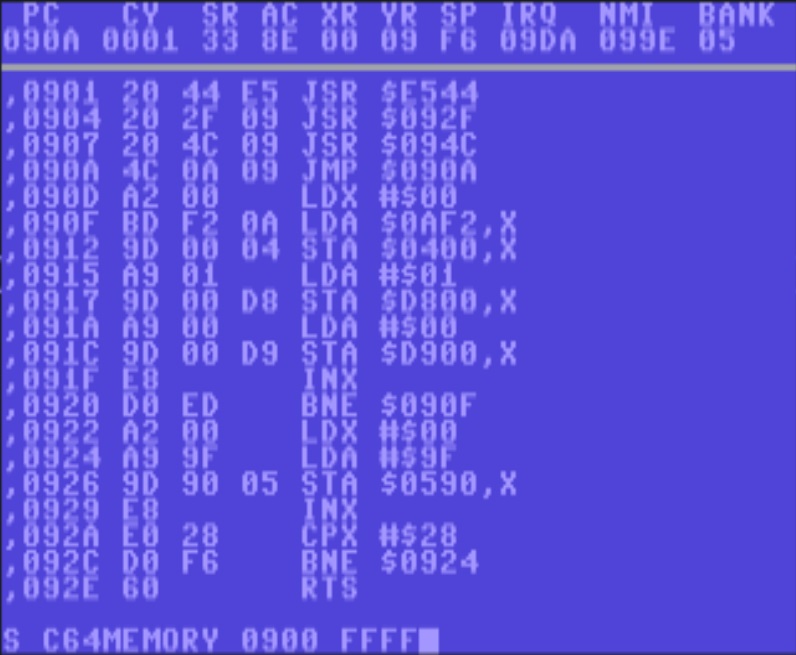 PC CY SR AC XR YR SP IRQ NMI BANK
090A 0001 33 8E 00 09 F6 09DA 099E 05
,0901 20 44 E5 JSR $E544
,0904 20 2F 09 JSR $092F
,0907 20 4C 09 JSR $094C
,090A 4C 0A 09 JMP $090A
,090D A2 00 LDX #$00
,090F BD F2 0A LDA $0AF2,X
,0912 9D 00 04 STA $0400,X
,0915 A9 01 LDA #$01
,0917 9D 00 D8 STA $D800,X
,091A A9 00 LDA #$00
,091C 9D 00 D9 STA $D900,X
,091F E8 INX
,0920 D0 ED BNE $090F
,0922 A2 00 LDX #$00
,0924 A9 9F LDA #$9F
,0926 9D 90 05 STA $0590,X
,0929 E8 INX
,092A E0 28 CPX #$28
,092C D0 F6 BNE $0924
,092E 60 RTS
S C64MEMORY 0900 FFFF